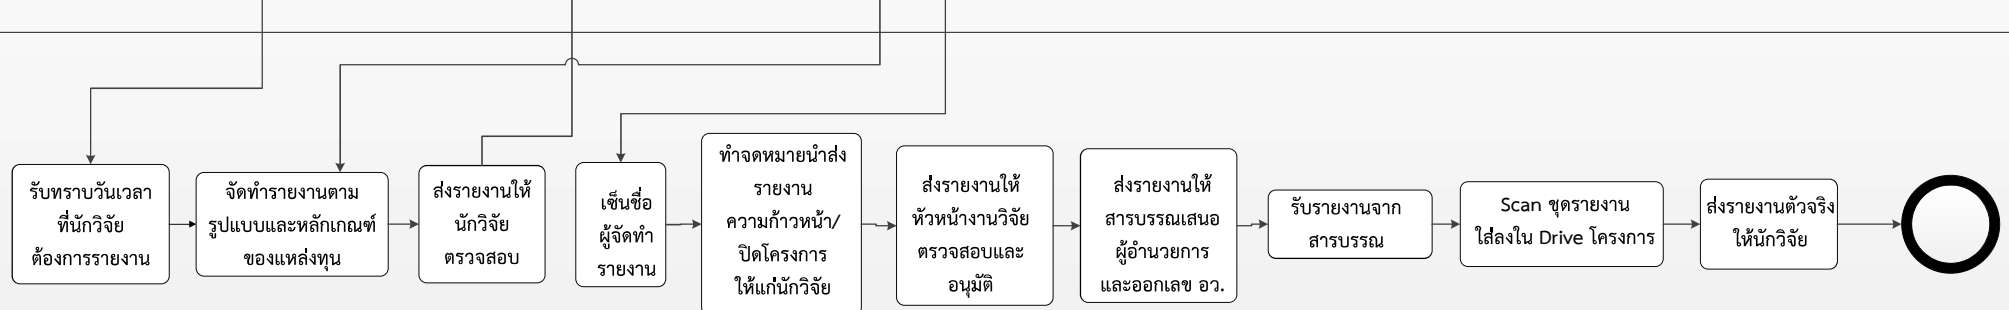 รับทราบวันเวลา
ที่นักวิจัย
ต้องการรายงาน
จัดทำรายงานตาม
รูปแบบและหลักเกณฑ์
ของแหล่งทุน
ส่งรายงานให้
นักวิจัย
ตรวจสอบ
เซ็นชื่อ
ผู้จัดทำ
รายงาน
ทำจดหมายนำส่ง
รายงาน
ความก้าวหน้า/
ปิดโครงการ
ให้แก่นักวิจัย
ส่งรายงานให้
หัวหน้างานวิจัย
ตรวจสอบและ
อนุมัติ
ส่งรายงานให้
สารบรรณเสนอ
ผู้อำนวยการ
และออกเลข อว.
รับรายงานจาก
สารบรรณ
Scan ชุดรายงาน
ใส่ลงใน Drive โครงการ
ส่งรายงานตัวจริง
ให้นักวิจัย